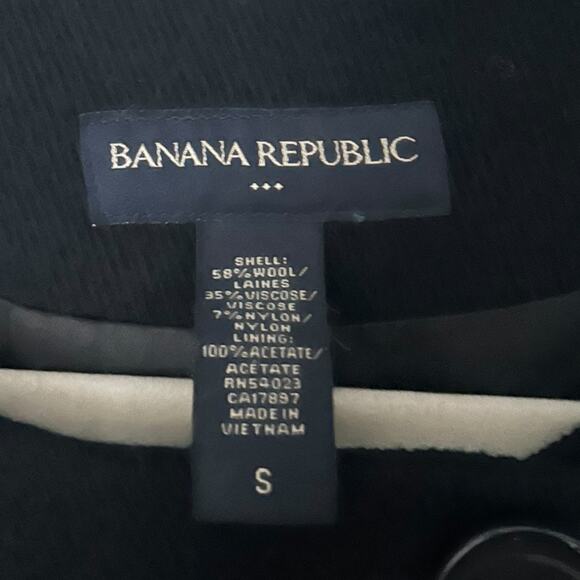 BANANA REPUBLIC
SHELL:
58% WOOL/
LAINES
35% VISCOSE/
VISCOSE
7% NYLON/
NYLON
LINING:
100% ACETATE/
ACÉTATE
RN54023
CA17897
MADE IN
VIETNAM
S